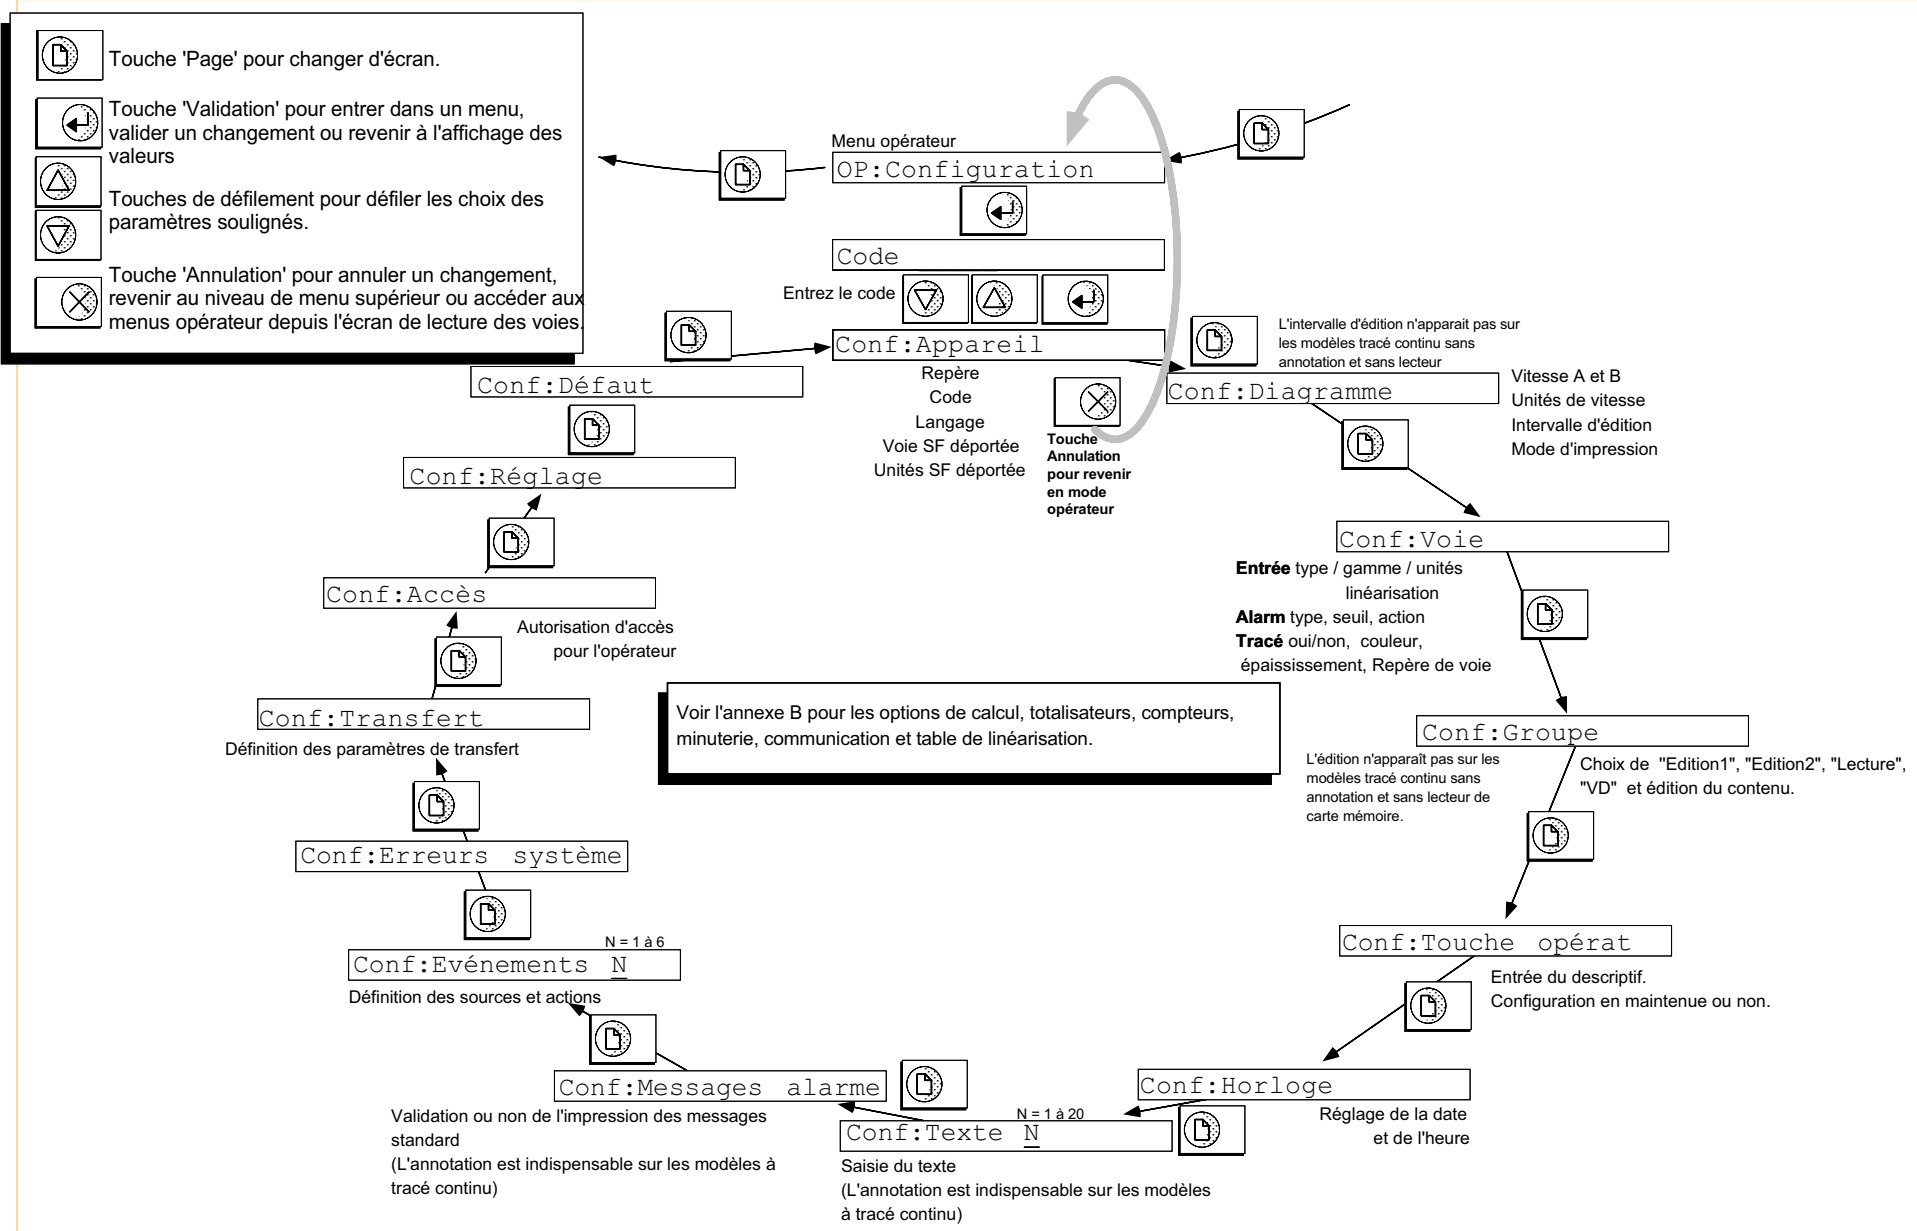 Touche 'Page' pour changer d'écran.
Touche 'Validation' pour entrer dans un menu,
valider un changement ou revenir à l'affichage des
valeurs
Touches de défilement pour défiler les choix des
paramètres soulignés.
Touche 'Annulation' pour annuler un changement,
revenir au niveau de menu supérieur ou accéder aux
menus opérateur depuis l'écran de lecture des voies.
Menu opérateur
OP:Configuration
Code
Entrez le code
Conf:Appareil
Repère
Code
Langage
Voie SF déportée
Unités SF déportée
Touche
Annulation
pour revenir
en mode
opérateur
L'intervalle d'édition n'apparait pas sur
les modèles tracé continu sans
annotation et sans lecteur
Conf:Diagramme
Vitesse A et B
Unités de vitesse
Intervalle d'édition
Mode d'impression
Conf:Voie
Entrée type / gamme / unités
linéarisation
Alarm type, seuil, action
Tracé oui/non, couleur,
épaississement, Repère de voie
Conf:Groupe
L'édition n'apparaît pas sur les
modèles tracé continu sans
annotation et sans lecteur de
carte mémoire.
Choix de "Edition1", "Edition2", "Lecture",
"VD" et édition du contenu.
Conf:Touche opérat
Entrée du descriptif.
Configuration en maintenue ou non.
Conf:Horloge
Réglage de la date
et de l'heure
N = 1 à 20
Conf:Texte N
Saisie du texte
(L'annotation est indispensable sur les modèles
à tracé continu)
Conf:Messages alarme
Validation ou non de l'impression des messages
standard
(L'annotation est indispensable sur les modèles à
tracé continu)
N = 1 à 6
Conf:Evénements N
Définition des sources et actions
Conf:Erreurs système
Conf:Transfert
Définition des paramètres de transfert
Conf:Accès
Autorisation d'accès
pour l'opérateur
Conf:Réglage
Conf:Défaut
Voir l'annexe B pour les options de calcul, totalisateurs, compteurs,
minuterie, communication et table de linéarisation.